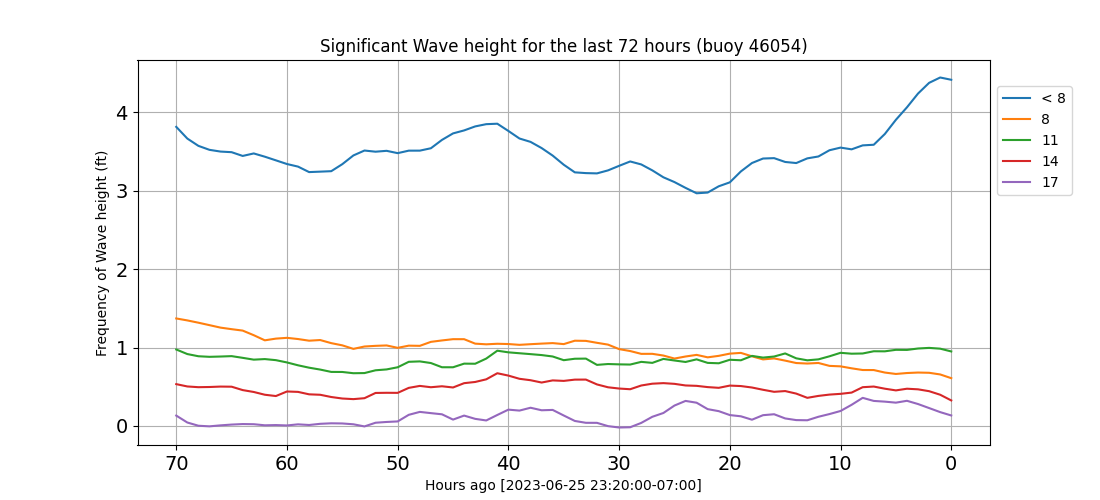 Significant Wave height for the last 72 hours (buoy 46054)
Frequency of Wave height (ft)
4
3
2
1
0
70 60 50 40 30 20 10 0
Hours ago [2023-06-25 23:20:00-07:00]
< 8
8
11
14
17